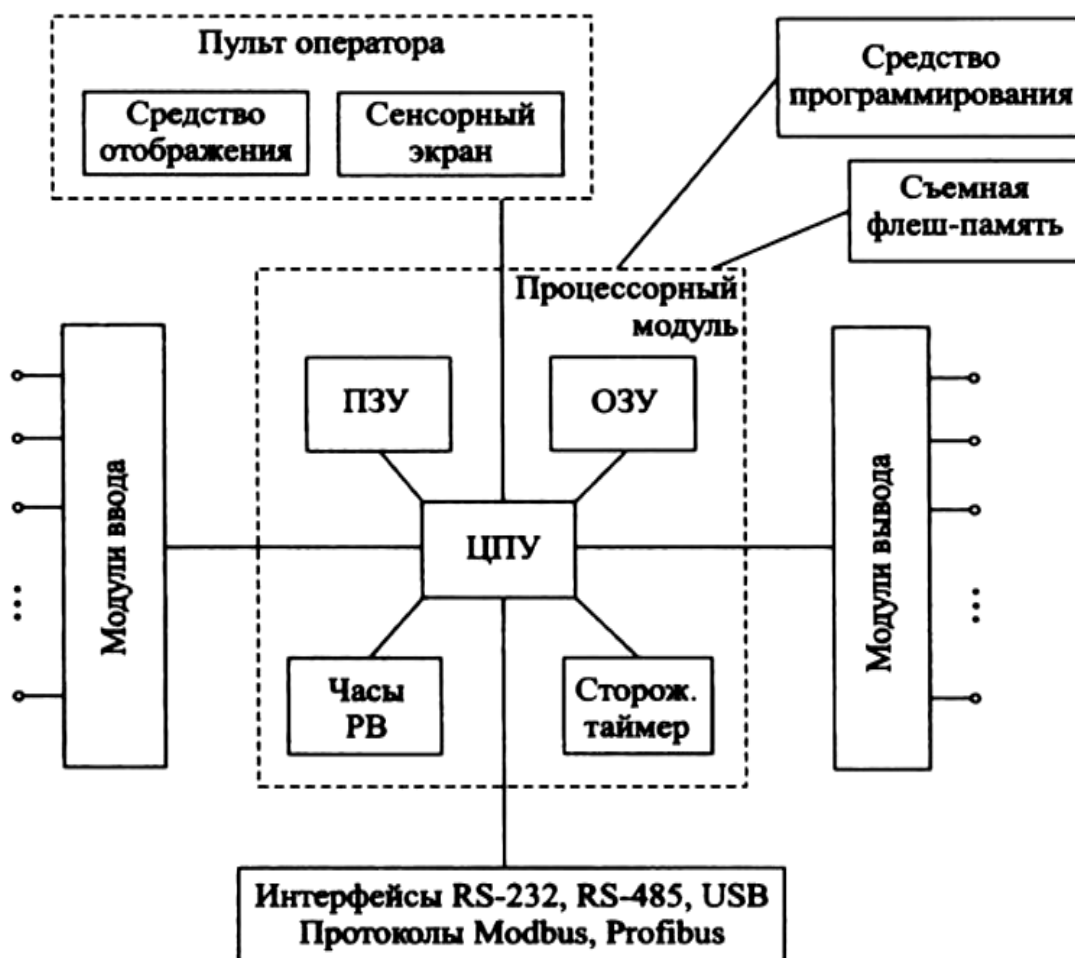 Пульт оператора
Средство
отображения
Сенсорный
экран
Средство
программирования
Съемная
флеш-память
Процессорный
модуль
ПЗУ
ОЗУ
Модули ввода
ЦПУ
Модули вывода
Часы
РВ
Сторож.
таймер
Интерфейсы RS-232, RS-485, USB
Протоколы Modbus, Profibus